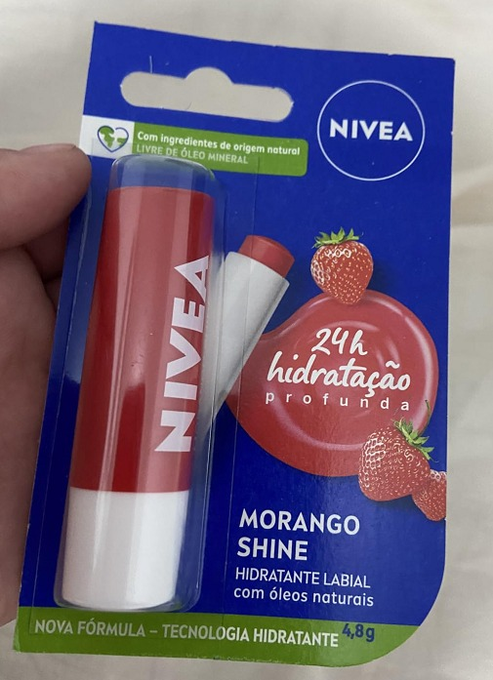 Com ingredientes de origem natural
LIVRE DE ÓLEO MINERAL
NIVEA
NIVEA
24h
hidratação
profunda
MORANGO
SHINE
HIDRATANTE LABIAL
com óleos naturais
NOVA FÓRMULA – TECNOLOGIA HIDRATANTE 4,8g